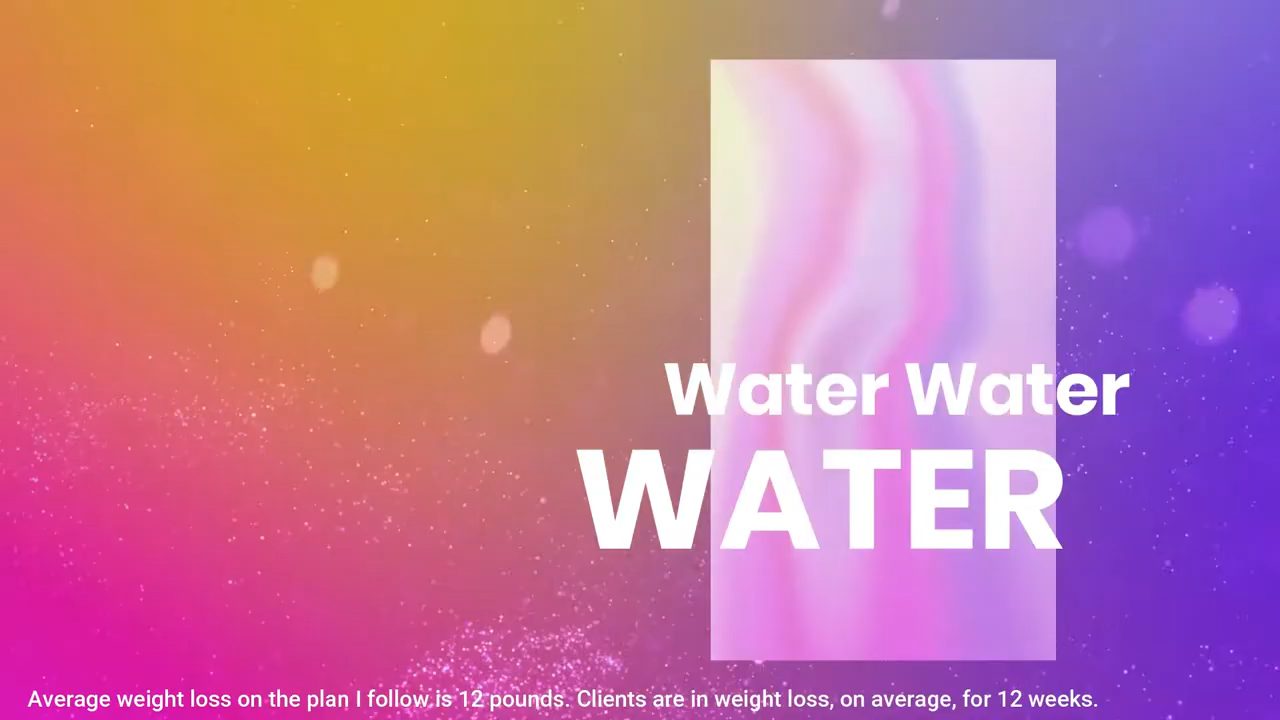 Water Water
WATER
Average weight loss on the plan I follow is 12 pounds. Clients are in weight loss, on average, for 12 weeks.